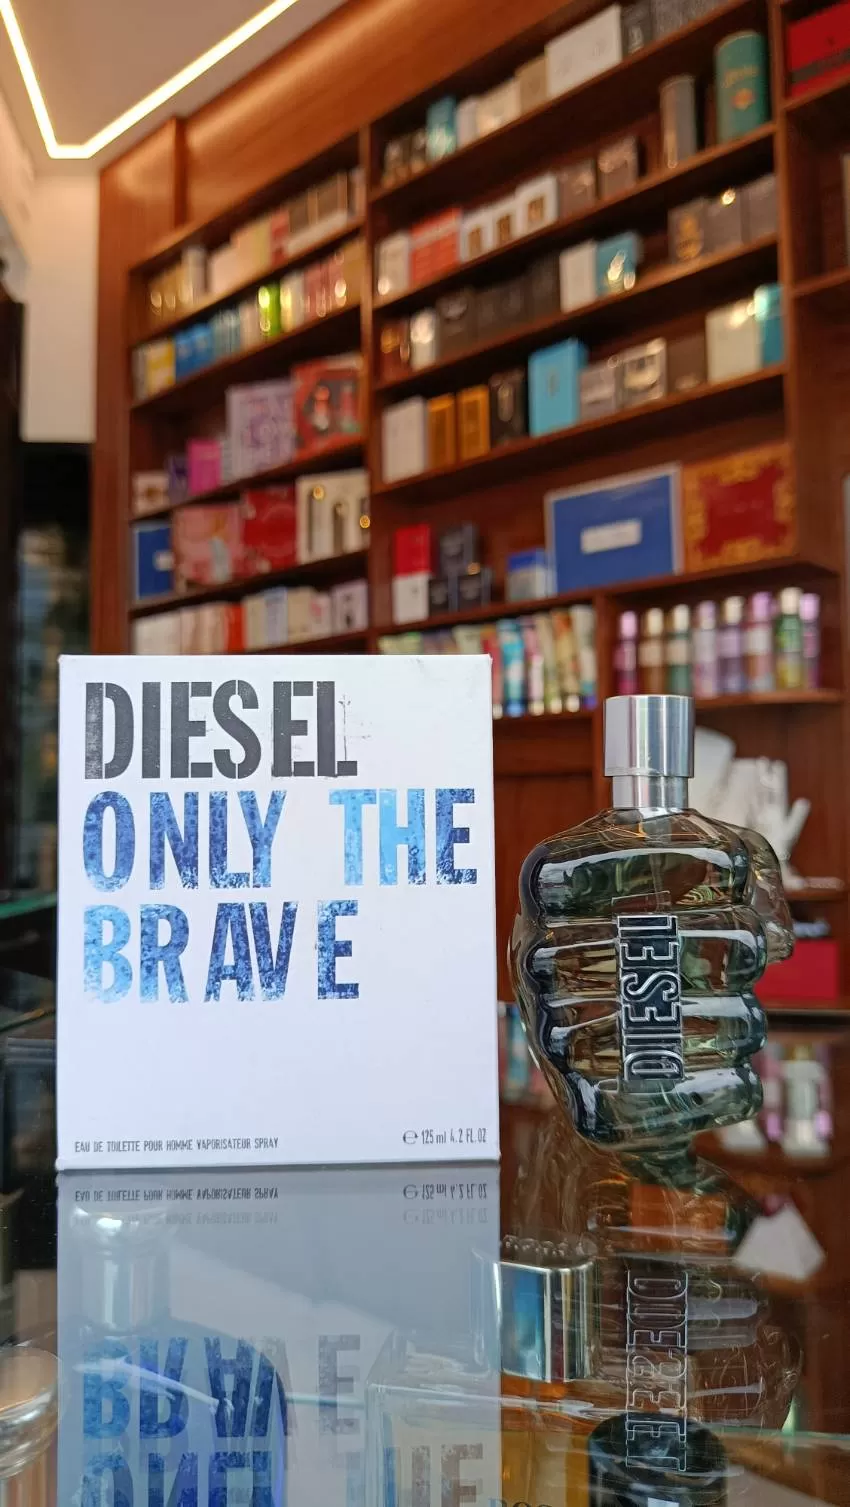 DIESEL
ONLY THE
BRAVE
EAU DE TOILETTE POUR HOMME VAPORISATEUR SPRAY
℮ 125 ml 4.2 FL.OZ
DIESEL